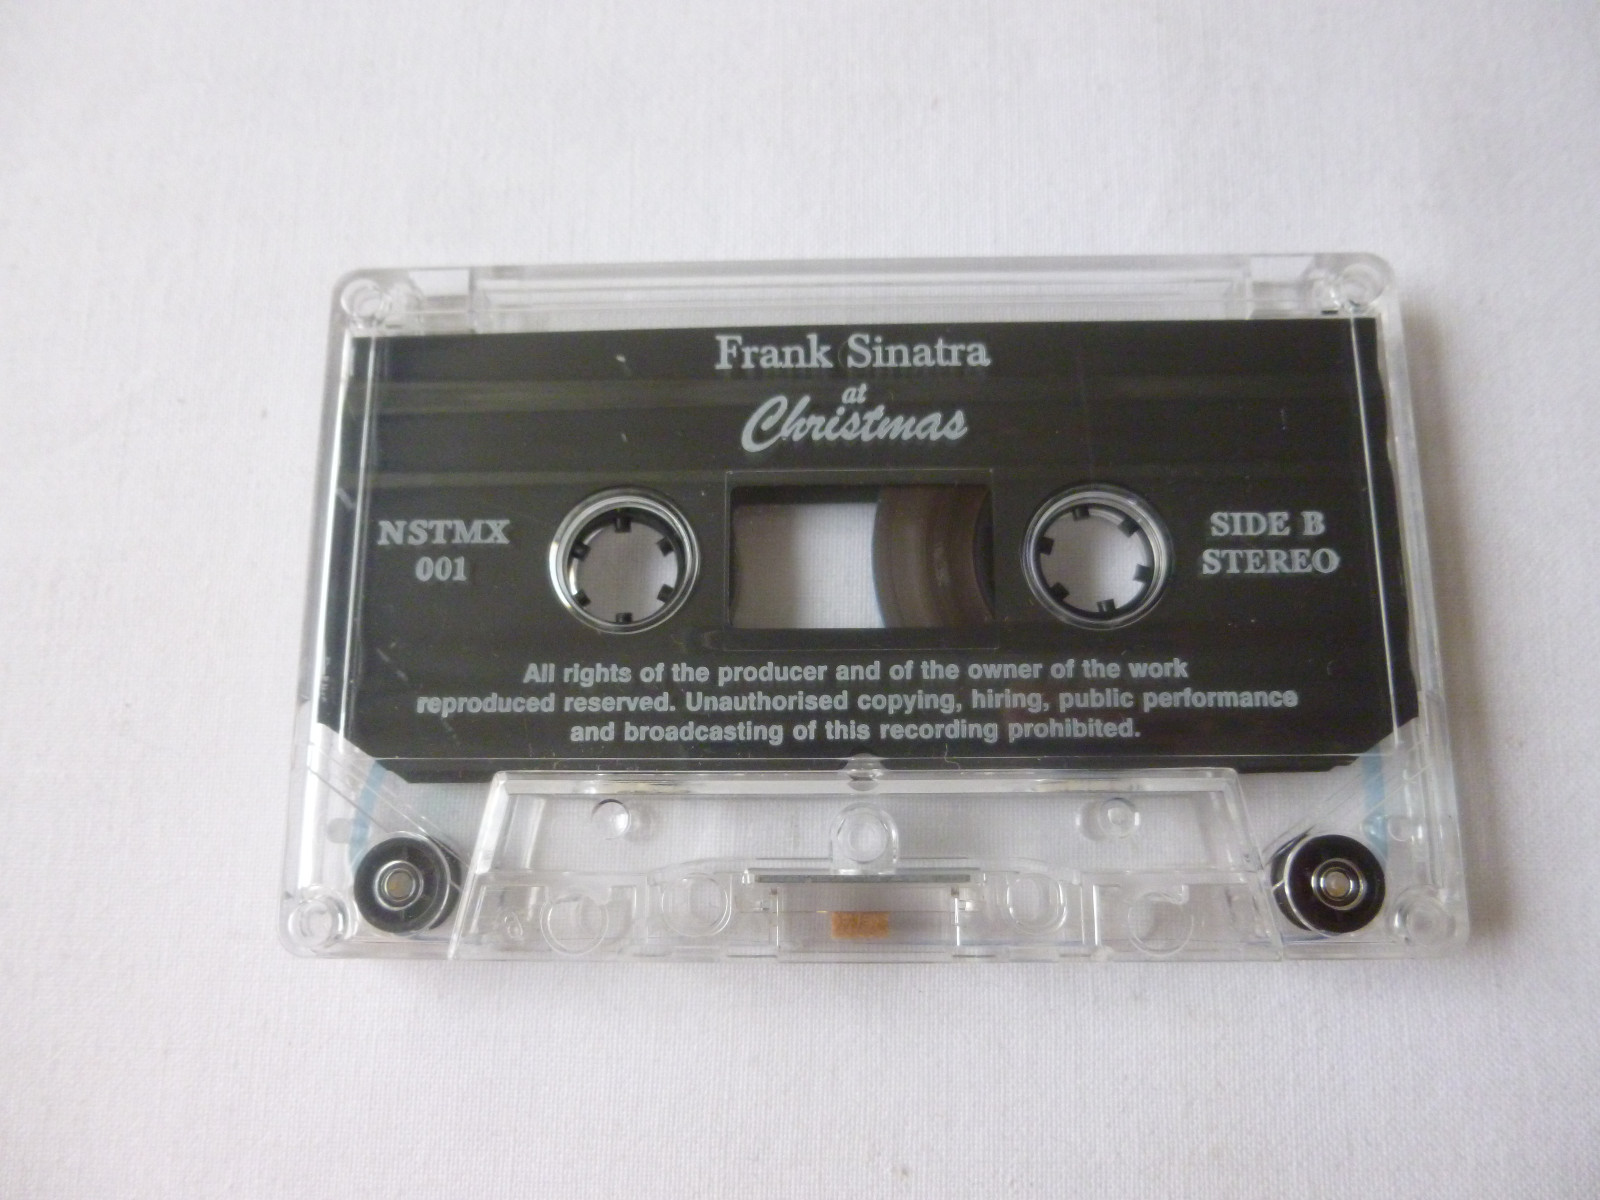 Frank Sinatra
at
Christmas
NSTMX
001
SIDE B
STEREO
All rights of the producer and of the owner of the work
reproduced reserved. Unauthorised copying, hiring, public performance
and broadcasting of this recording prohibited.